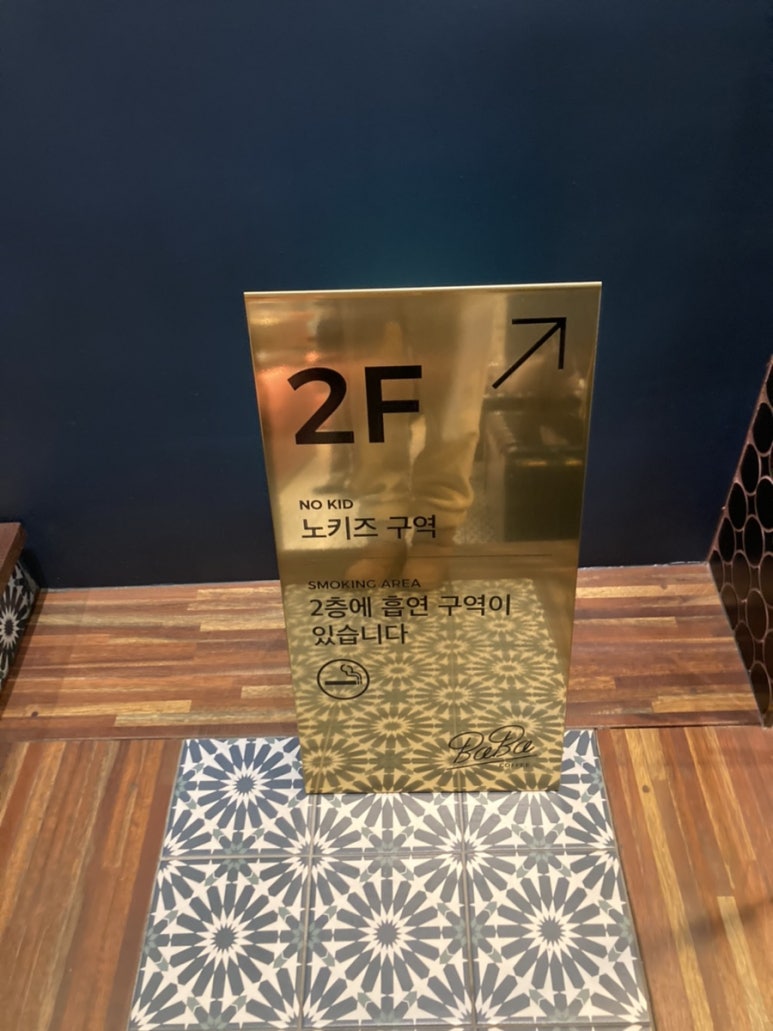 2F
NO KID
노키즈 구역
SMOKING AREA
2층에 흡연 구역이
있습니다
BaBa
COFFEE